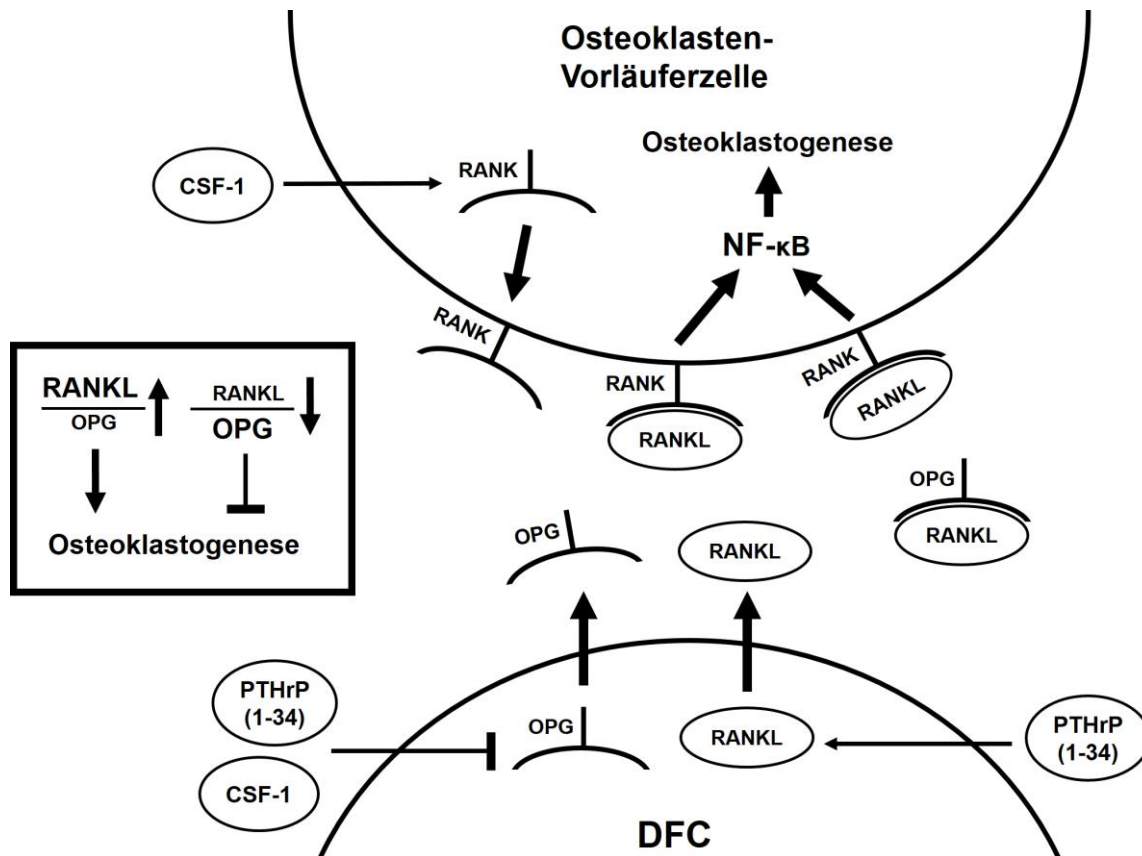 Osteoklasten-
Vorläuferzelle
Osteoklastogenese
CSF-1
RANK
NF-κB
RANK
RANK
RANKL
RANK
RANKL
RANKL
OPG
RANKL
OPG
Osteoklastogenese
OPG
RANKL
OPG
RANKL
PTHrP
(1-34)
CSF-1
OPG
RANKL
PTHrP
(1-34)
DFC